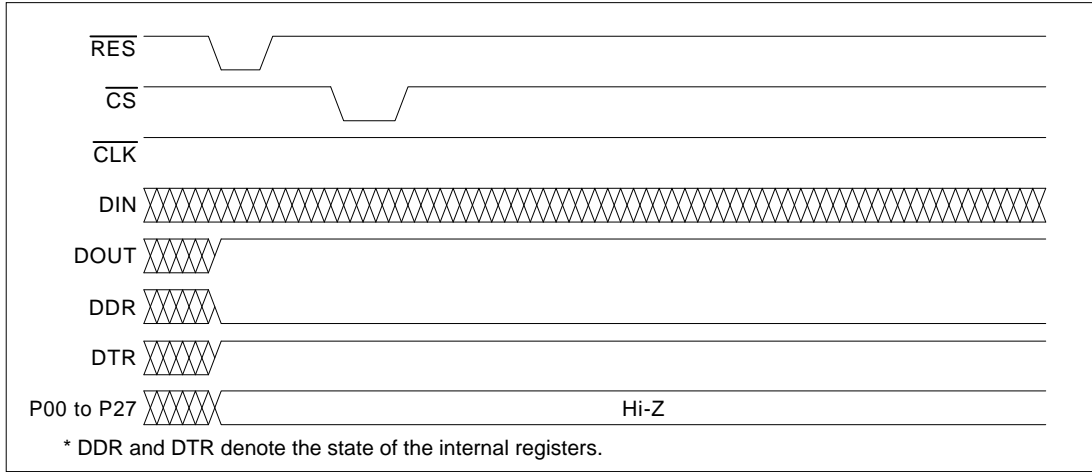 RES
CS
CLK
DIN
DOUT
DDR
DTR
P00 to P27 Hi-Z
* DDR and DTR denote the state of the internal registers.